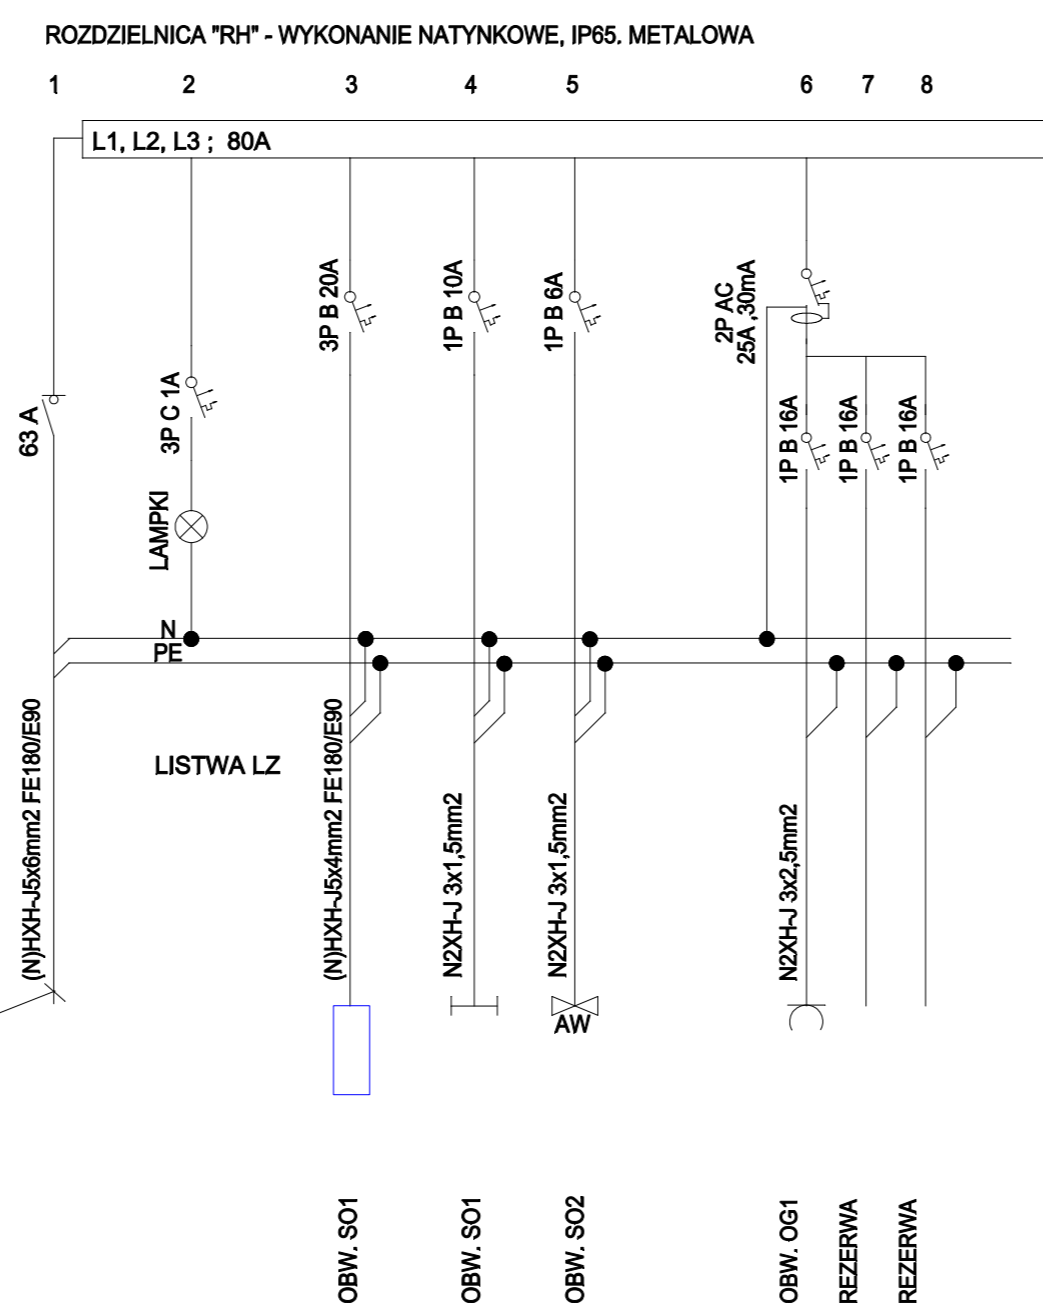 ROZDZIELNICA "RH" - WYKONANIE NATYNKOWE, IP65. METALOWA
1 2 3 4 5 6 7 8
L1, L2, L3 ; 80A
63 A
3P C 1A
LAMPKI
3P B 20A
1P B 10A
1P B 6A
2P AC
25A ,30mA
1P B 16A
1P B 16A
1P B 16A
N
PE
LISTWA LZ
(N)HXH-J5x6mm2 FE180/E90
(N)HXH-J5x4mm2 FE180/E90
N2XH-J 3x1,5mm2
N2XH-J 3x1,5mm2
N2XH-J 3x2,5mm2
AW
OBW. SO1
OBW. SO1
OBW. SO2
OBW. OG1
REZERWA
REZERWA